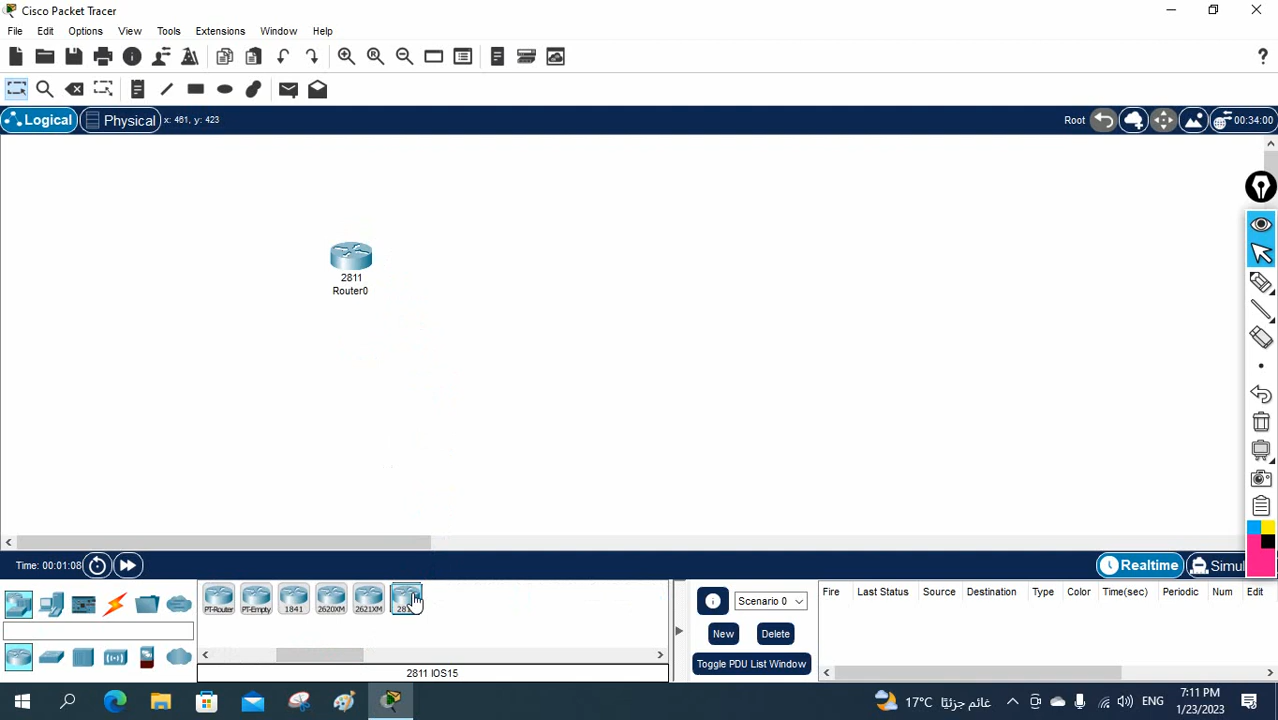 Cisco Packet Tracer
File Edit Options View Tools Extensions Window Help
Logical Physical x: 461, y: 423 Root 00:34:00
2811
Router0
Time: 00:01:08 Realtime Simul
PT-Router PT-Empty 1841 2620XM 2621XM
2811 IOS15
Scenario 0
New Delete
Toggle PDU List Window
Fire Last Status Source Destination Type Color Time(sec) Periodic Num Edit
17°C غائم جزئيًا ENG 7:11 PM
1/23/2023